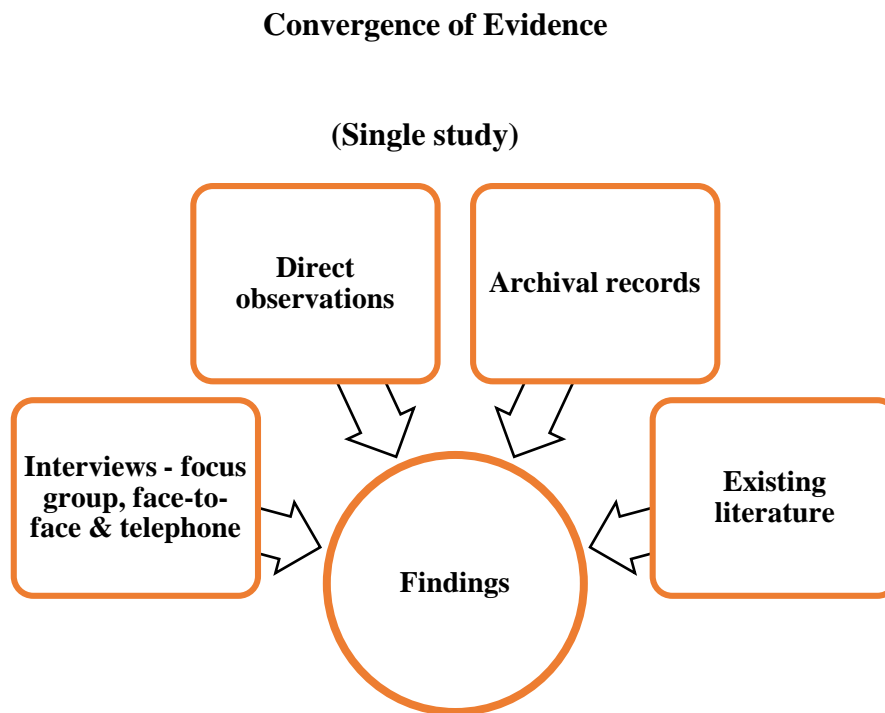 Convergence of Evidence
(Single study)
Direct
observations
Archival records
Interviews - focus
group, face-to-
face & telephone
Existing
literature
Findings